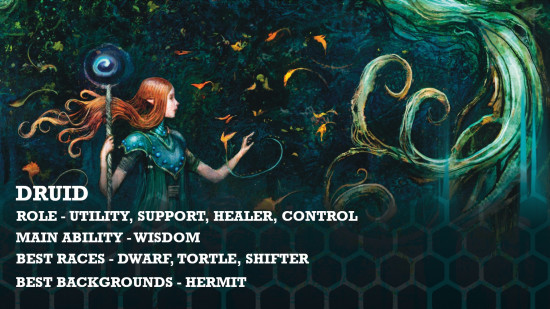 DRUID
ROLE - UTILITY, SUPPORT, HEALER, CONTROL
MAIN ABILITY - WISDOM
BEST RACES - DWARF, TORTLE, SHIFTER
BEST BACKGROUNDS - HERMIT